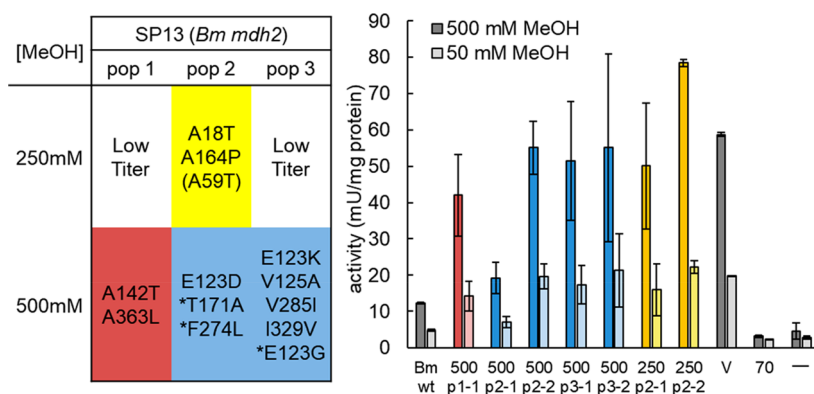 SP13 (Bm mdh2)
[MeOH]
pop 1 pop 2 pop 3
250mM
Low
Titer
A18T
A164P
(A59T)
Low
Titer
500mM
A142T
A363L
E123D
*T171A
*F274L
E123K
V125A
V285I
I329V
*E123G
activity (mU/mg protein)
90
80
70
60
50
40
30
20
10
0
500 mM MeOH
50 mM MeOH
Bm 500 500 500 500 500 250 250 V 70 —
wt p1-1 p2-1 p2-2 p3-1 p3-2 p2-1 p2-2